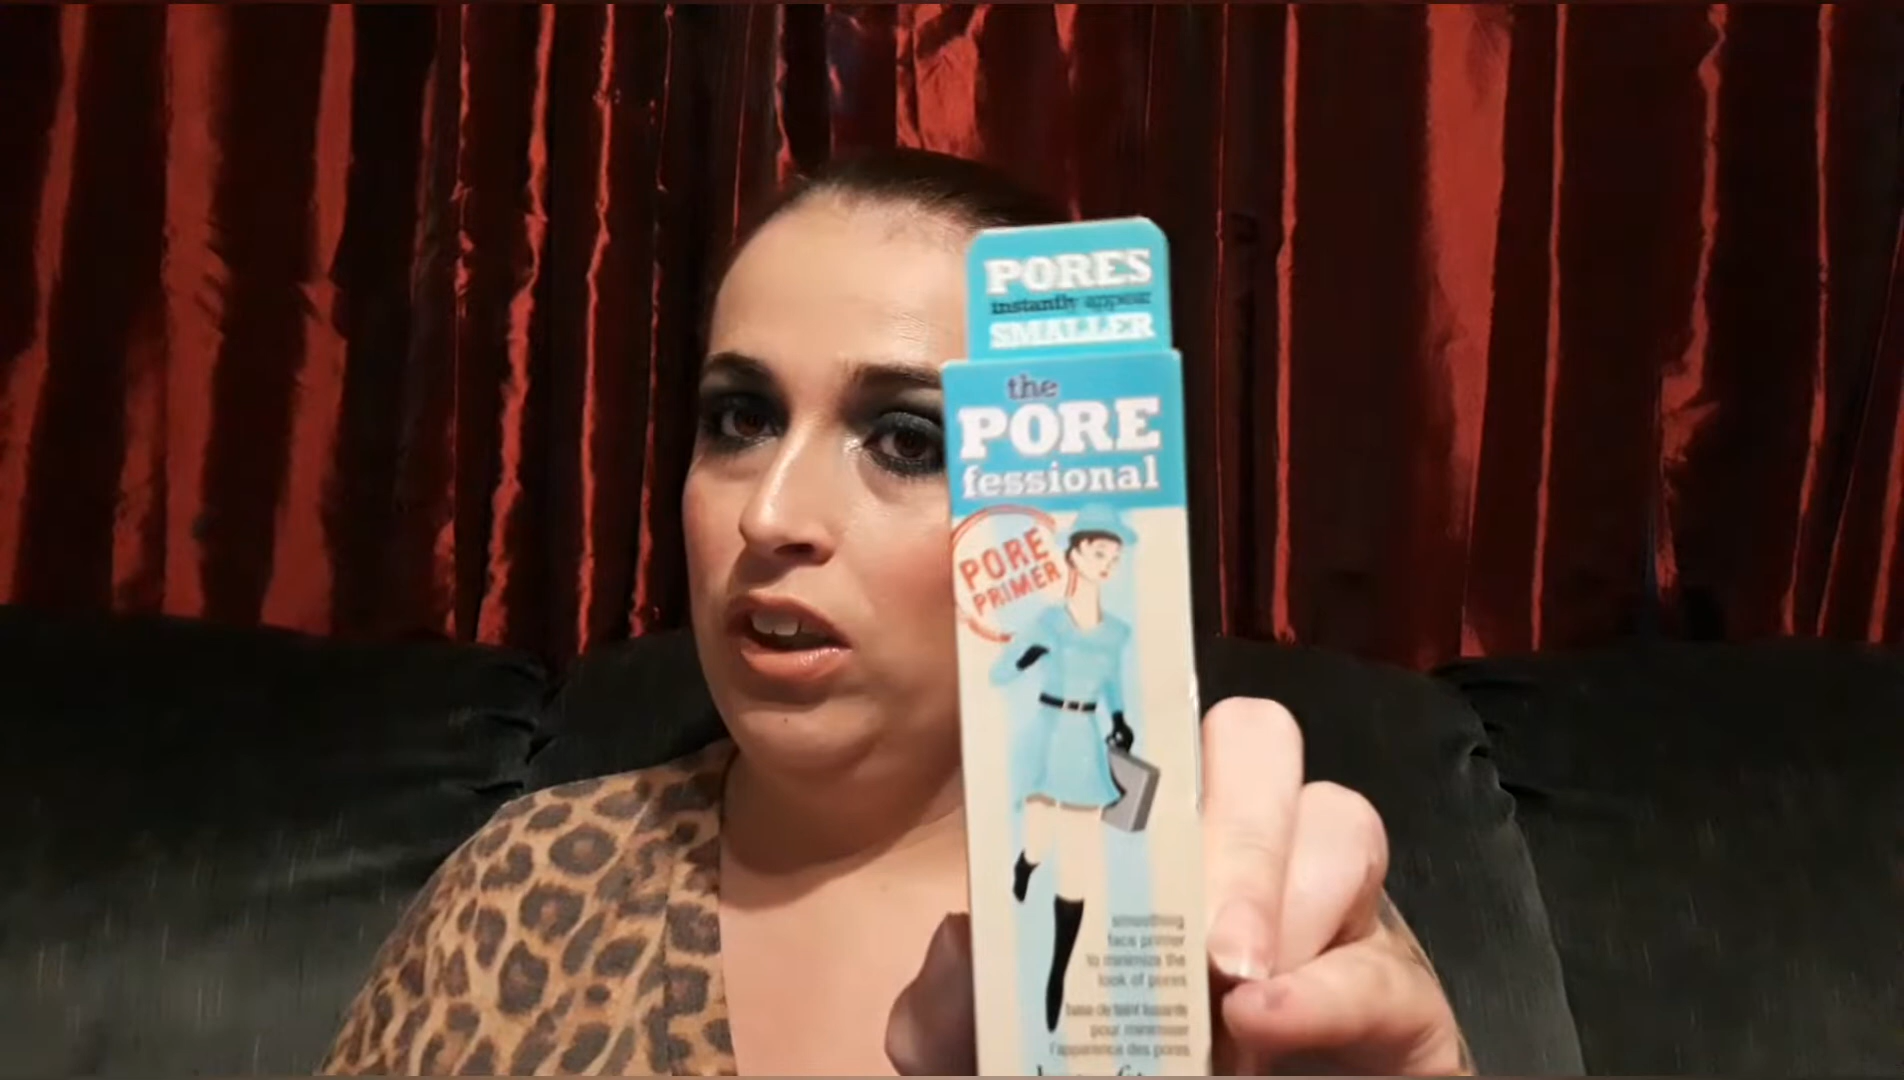 PORES
instantly appear
SMALLER
the
PORE
fessional
PORE
PRIMER
smoothing
face primer
to minimize the
look of pores
base de teint lissante
pour minimiser
l'apparence des pores